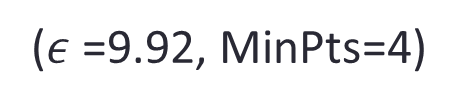 (ϵ =9.92, MinPts=4)